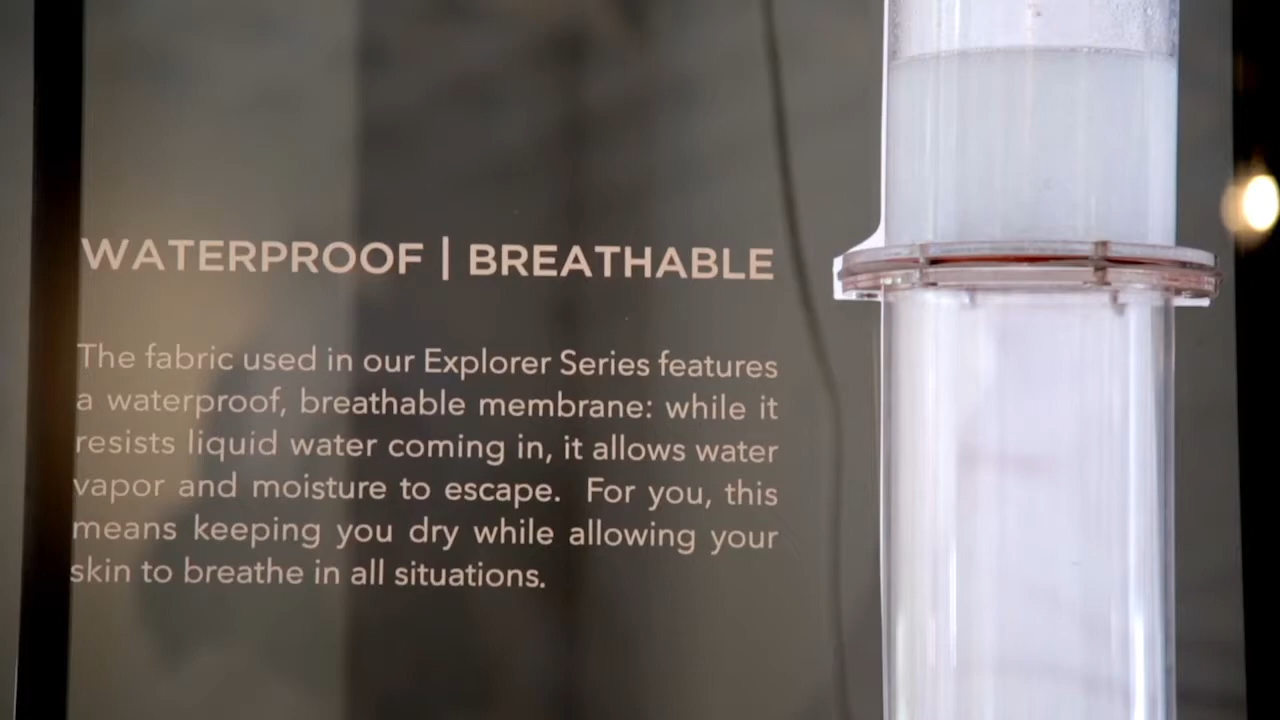 WATERPROOF | BREATHABLE
The fabric used in our Explorer Series features
a waterproof, breathable membrane: while it
resists liquid water coming in, it allows water
vapor and moisture to escape.  For you, this
means keeping you dry while allowing your
skin to breathe in all situations.